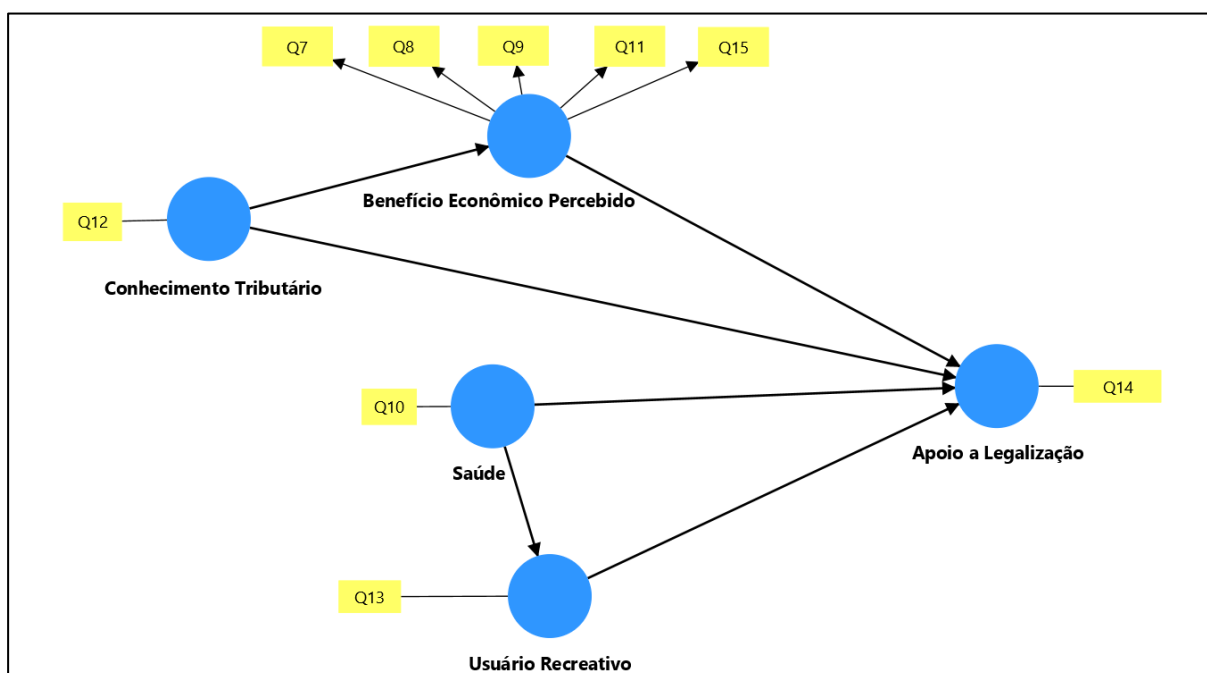 Q7
Q8
Q9
Q11
Q15
Benefício Econômico Percebido
Q12
Conhecimento Tributário
Q10
Saúde
Q14
Apoio a Legalização
Q13
Usuário Recreativo